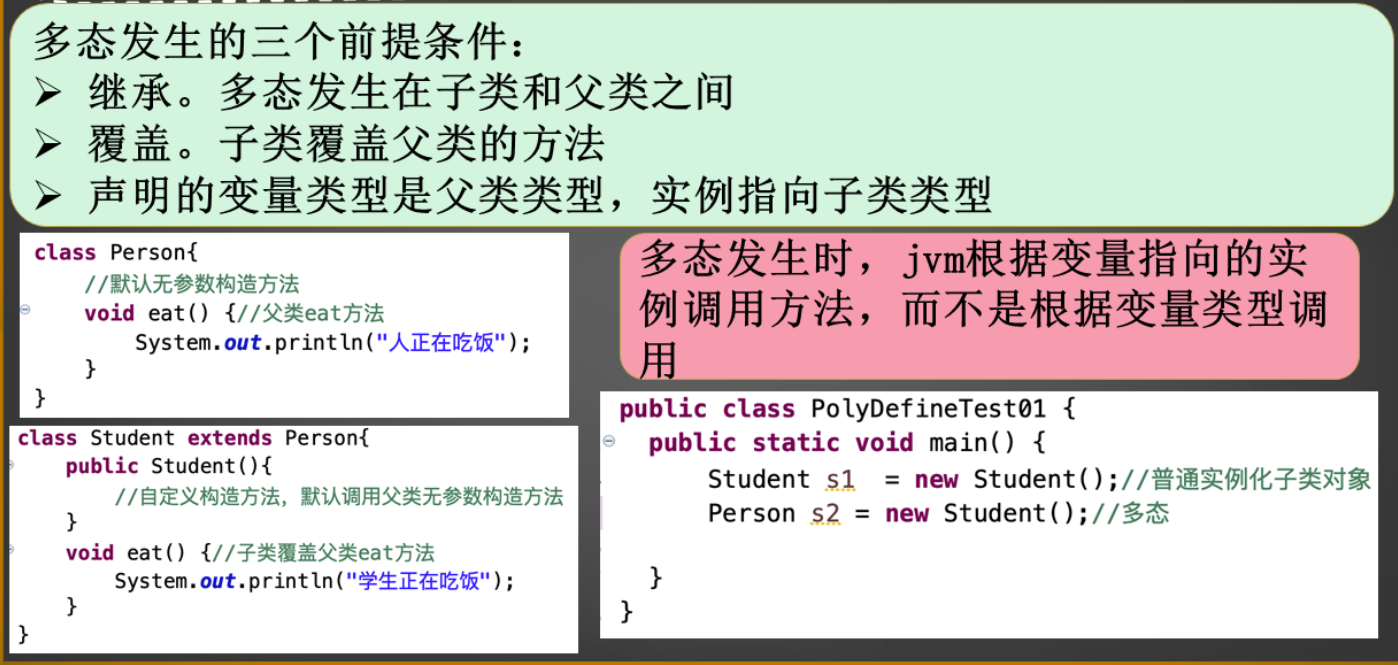 多态发生的三个前提条件：
➢ 继承。多态发生在子类和父类之间
➢ 覆盖。子类覆盖父类的方法
➢ 声明的变量类型是父类类型，实例指向子类类型
class Person{
//默认无参数构造方法
void eat() {//父类eat方法
System.out.println("人正在吃饭");
}
}
class Student extends Person{
public Student(){
//自定义构造方法，默认调用父类无参数构造方法
}
void eat() {//子类覆盖父类eat方法
System.out.println("学生正在吃饭");
}
}
多态发生时，jvm根据变量指向的实
例调用方法，而不是根据变量类型调
用
public class PolyDefineTest01 {
public static void main() {
Student s1 = new Student();//普通实例化子类对象
Person s2 = new Student();//多态
}
}